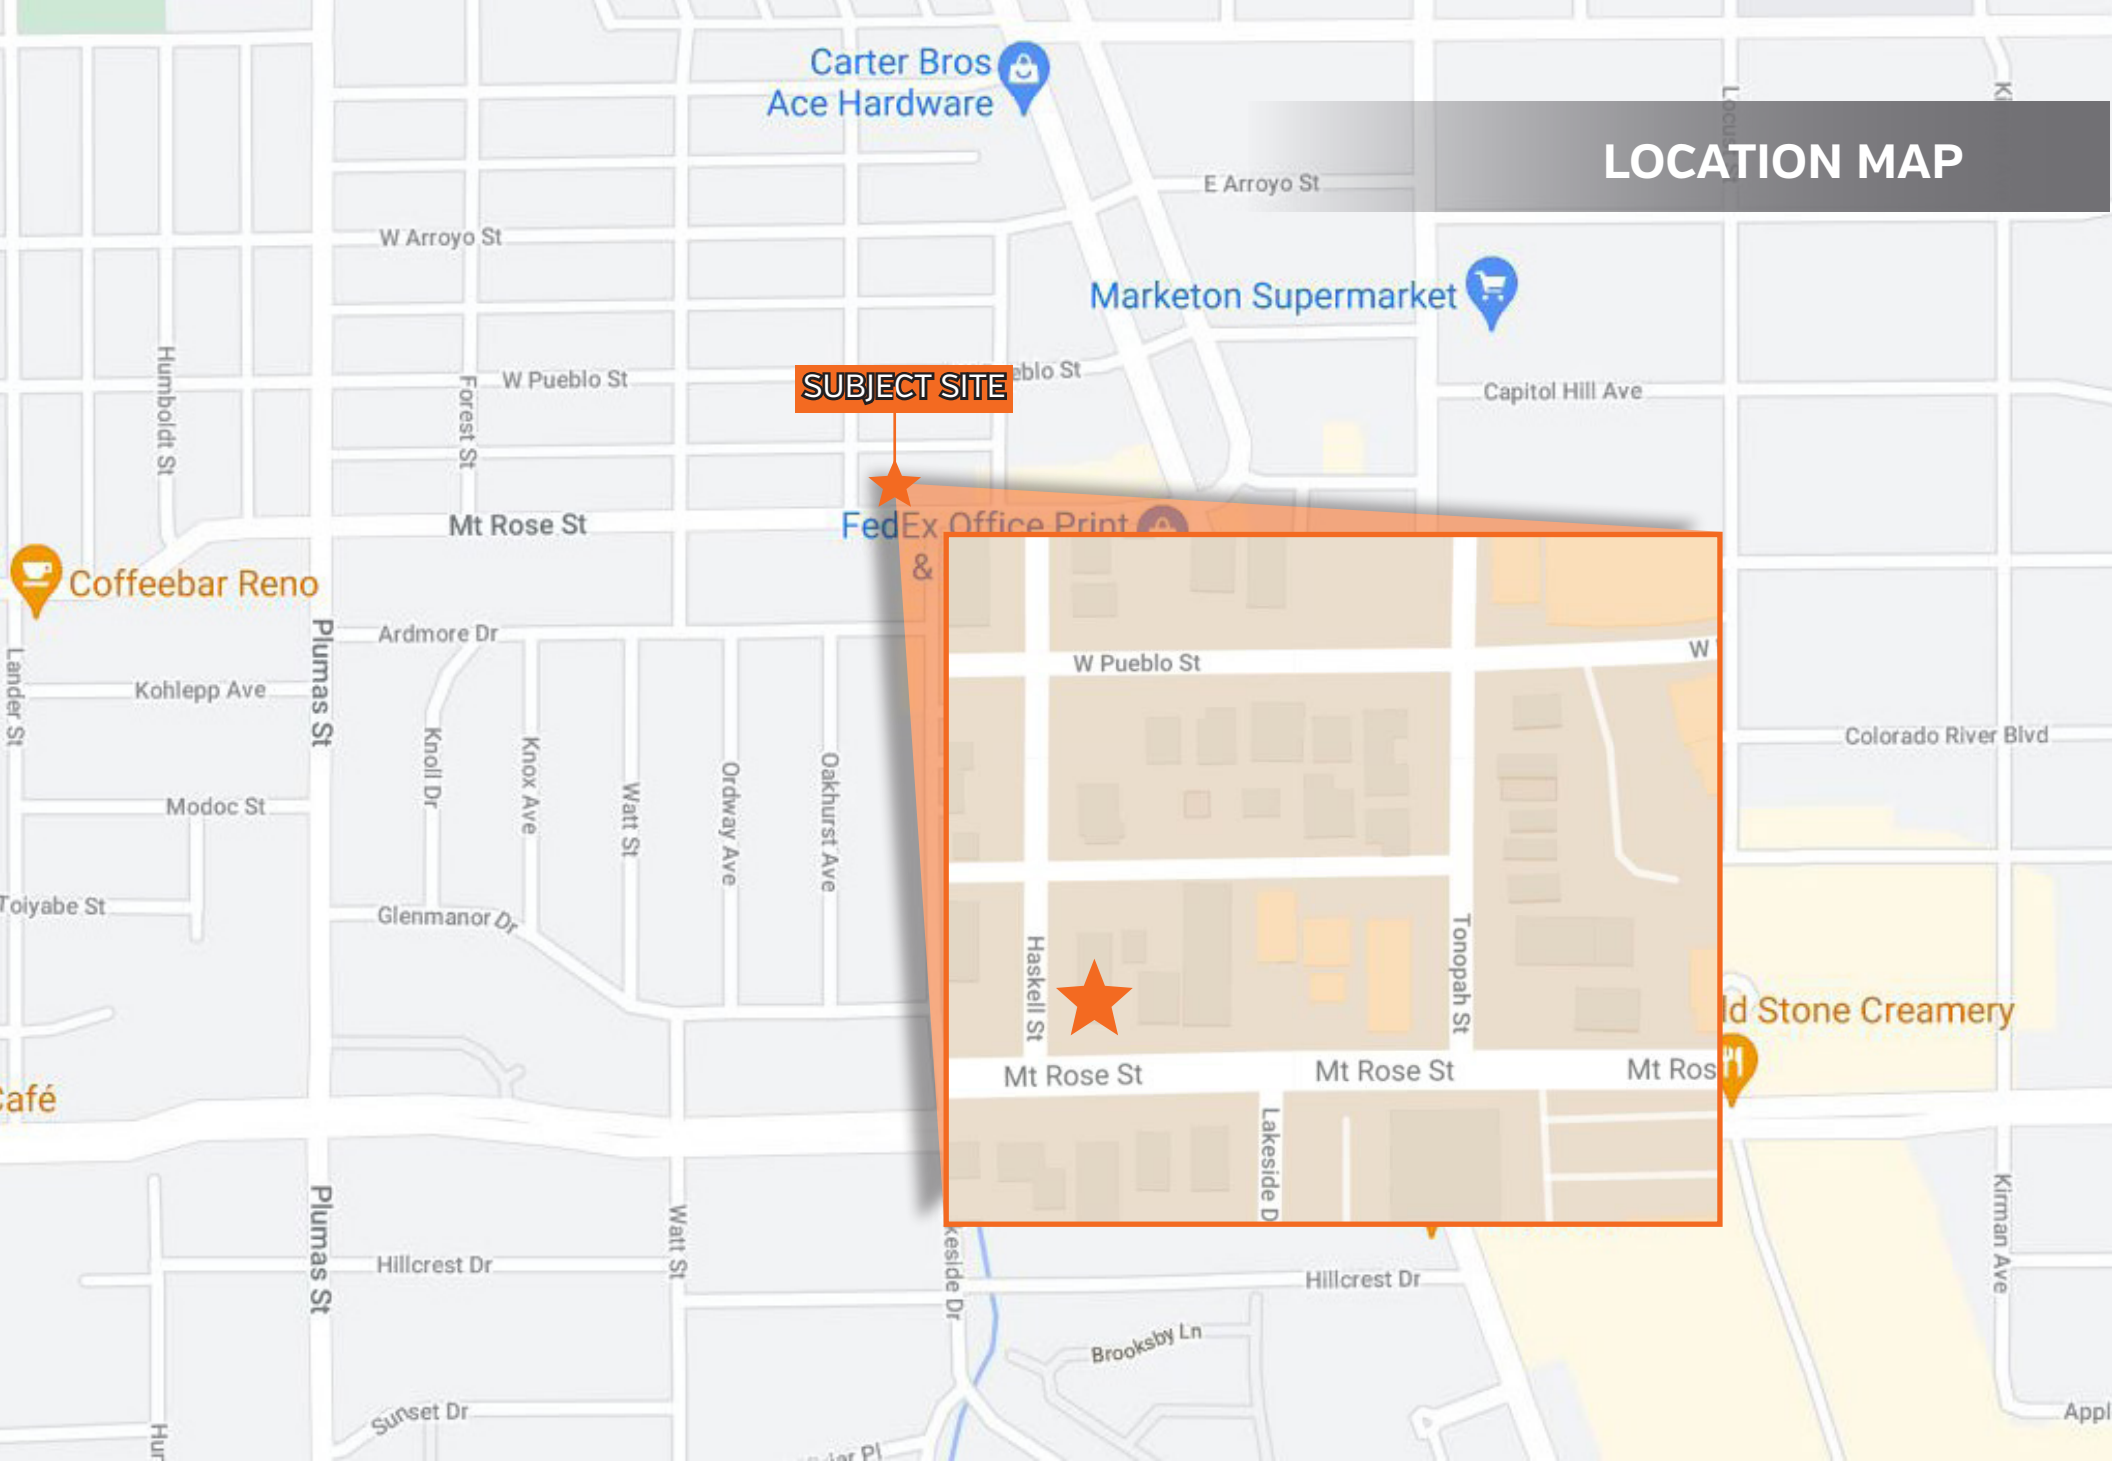 Carter Bros
Ace Hardware
LOCATION MAP
E Arroyo St
W Arroyo St
Marketon Supermarket
Humboldt St
Forest St
W Pueblo St
SUBJECT SITE
Capitol Hill Ave
Mt Rose St
FedEx Office Print
&
Coffeebar Reno
Plumas St
Ardmore Dr
Lander St
Kohlepp Ave
W Pueblo St
W
Knoll Dr
Knox Ave
Watt St
Ordway Ave
Oakhurst Ave
Colorado River Blvd
Modoc St
Toiyabe St
Glenmanor Dr
Haskell St
Tonopah St
ld Stone Creamery
Mt Rose St
Mt Rose St
Mt Ros
Café
Lakeside D
Plumas St
Watt St
keside Dr
Kirman Ave
Hillcrest Dr
Hillcrest Dr
Brooksby Ln
Sunset Dr
Hur
Appl